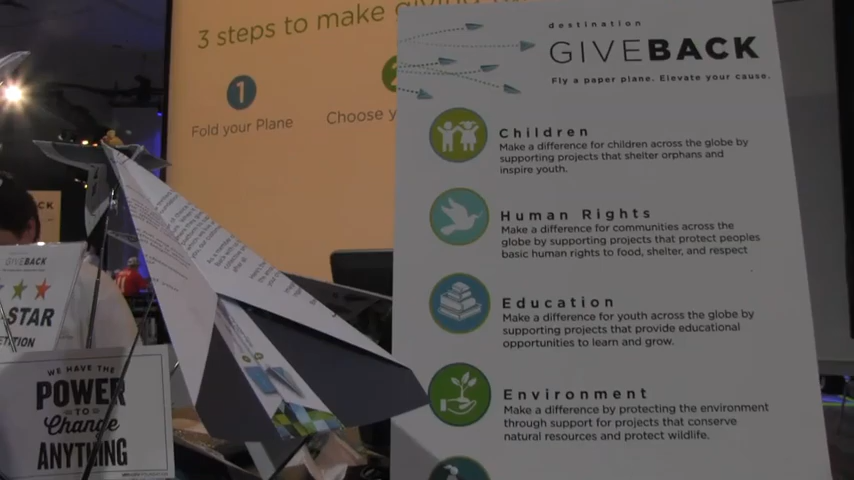 3 steps to make giving
1
Fold your Plane
Choose
destination
GIVEBACK
Fly a paper plane. Elevate your cause.
Children
Make a difference for children across the globe by
supporting projects that shelter orphans and
inspire youth.
Human Rights
Make a difference for communities across the
globe by supporting projects that protect peoples
basic human rights to food, shelter, and respect
Education
Make a difference for youth across the globe by
supporting projects that provide educational
opportunities to learn and grow.
Environment
Make a difference by protecting the environment
through support for projects that conserve
natural resources and protect wildlife.
CK
GIVEBACK
STAR
WE HAVE THE
POWER
TO
Change
ANYTHING